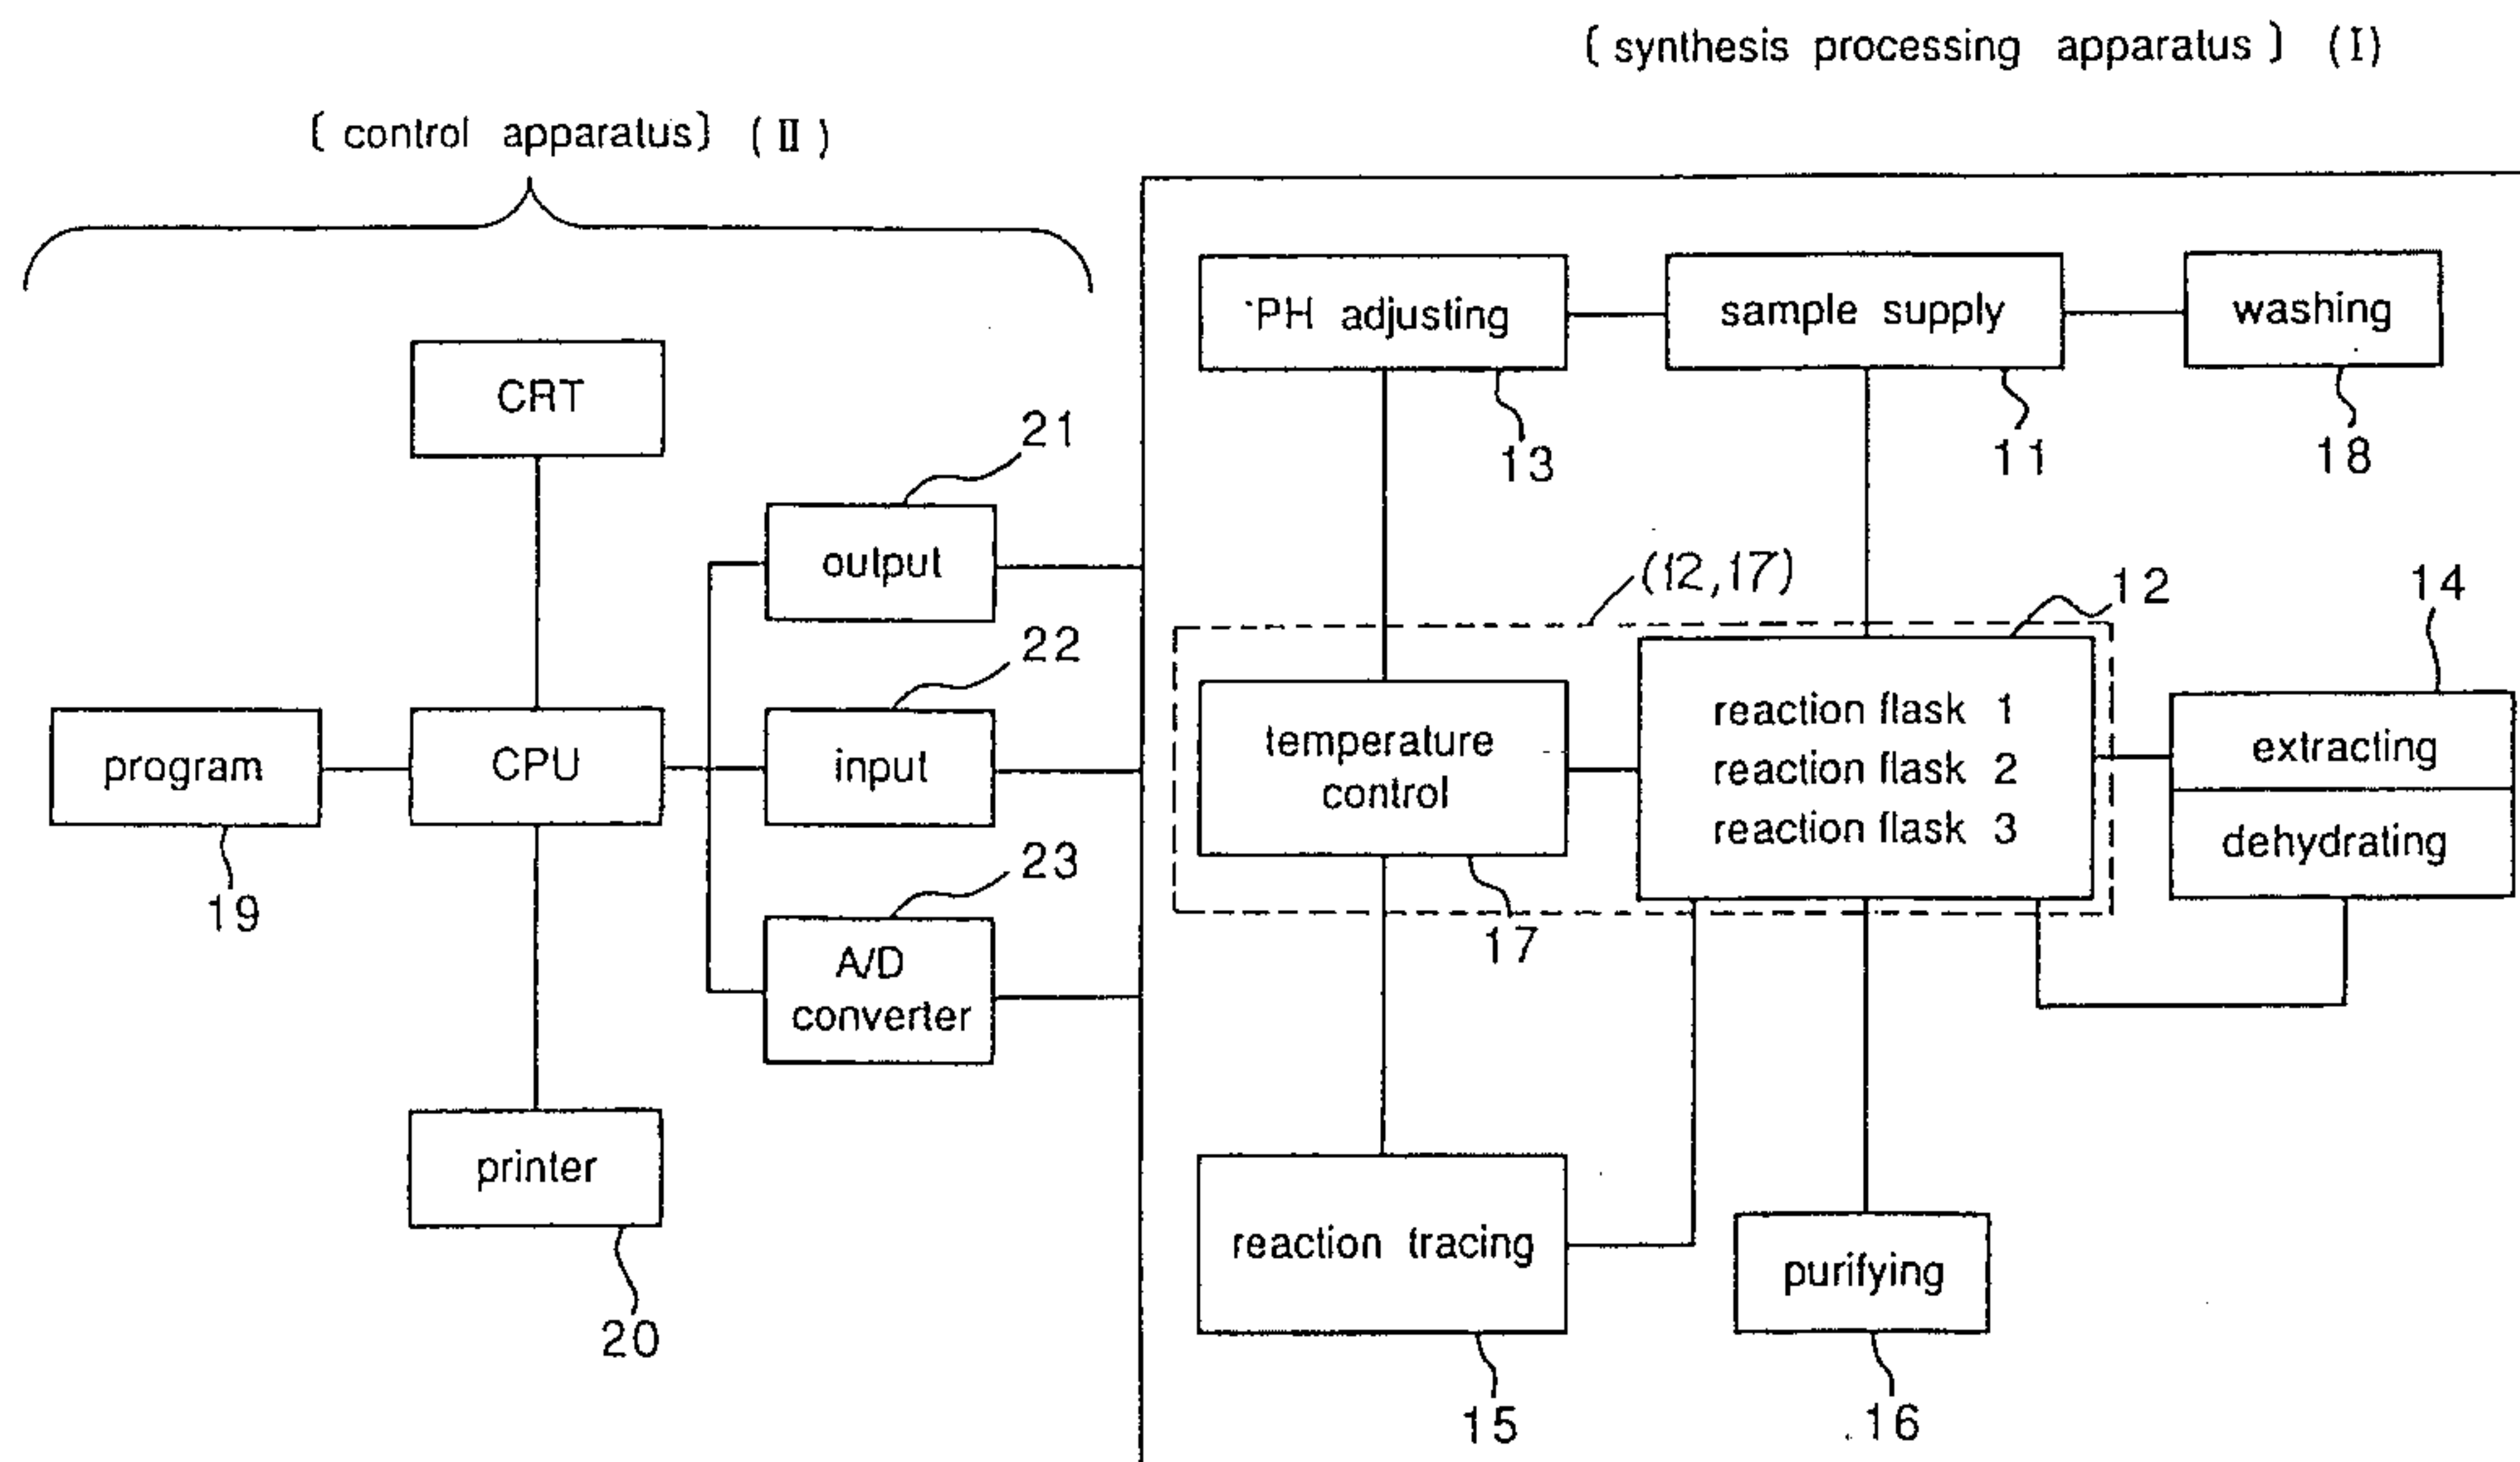 〔synthesis processing apparatus〕 (I)
〔control apparatus〕 (II)
PH adjusting
sample supply
washing
13
11
18
CRT
21
output
(12,17)
12
14
22
program
CPU
input
temperature
control
reaction flask 1
reaction flask 2
reaction flask 3
extracting
dehydrating
19
23
17
A/D
converter
printer
reaction tracing
purifying
20
15
16